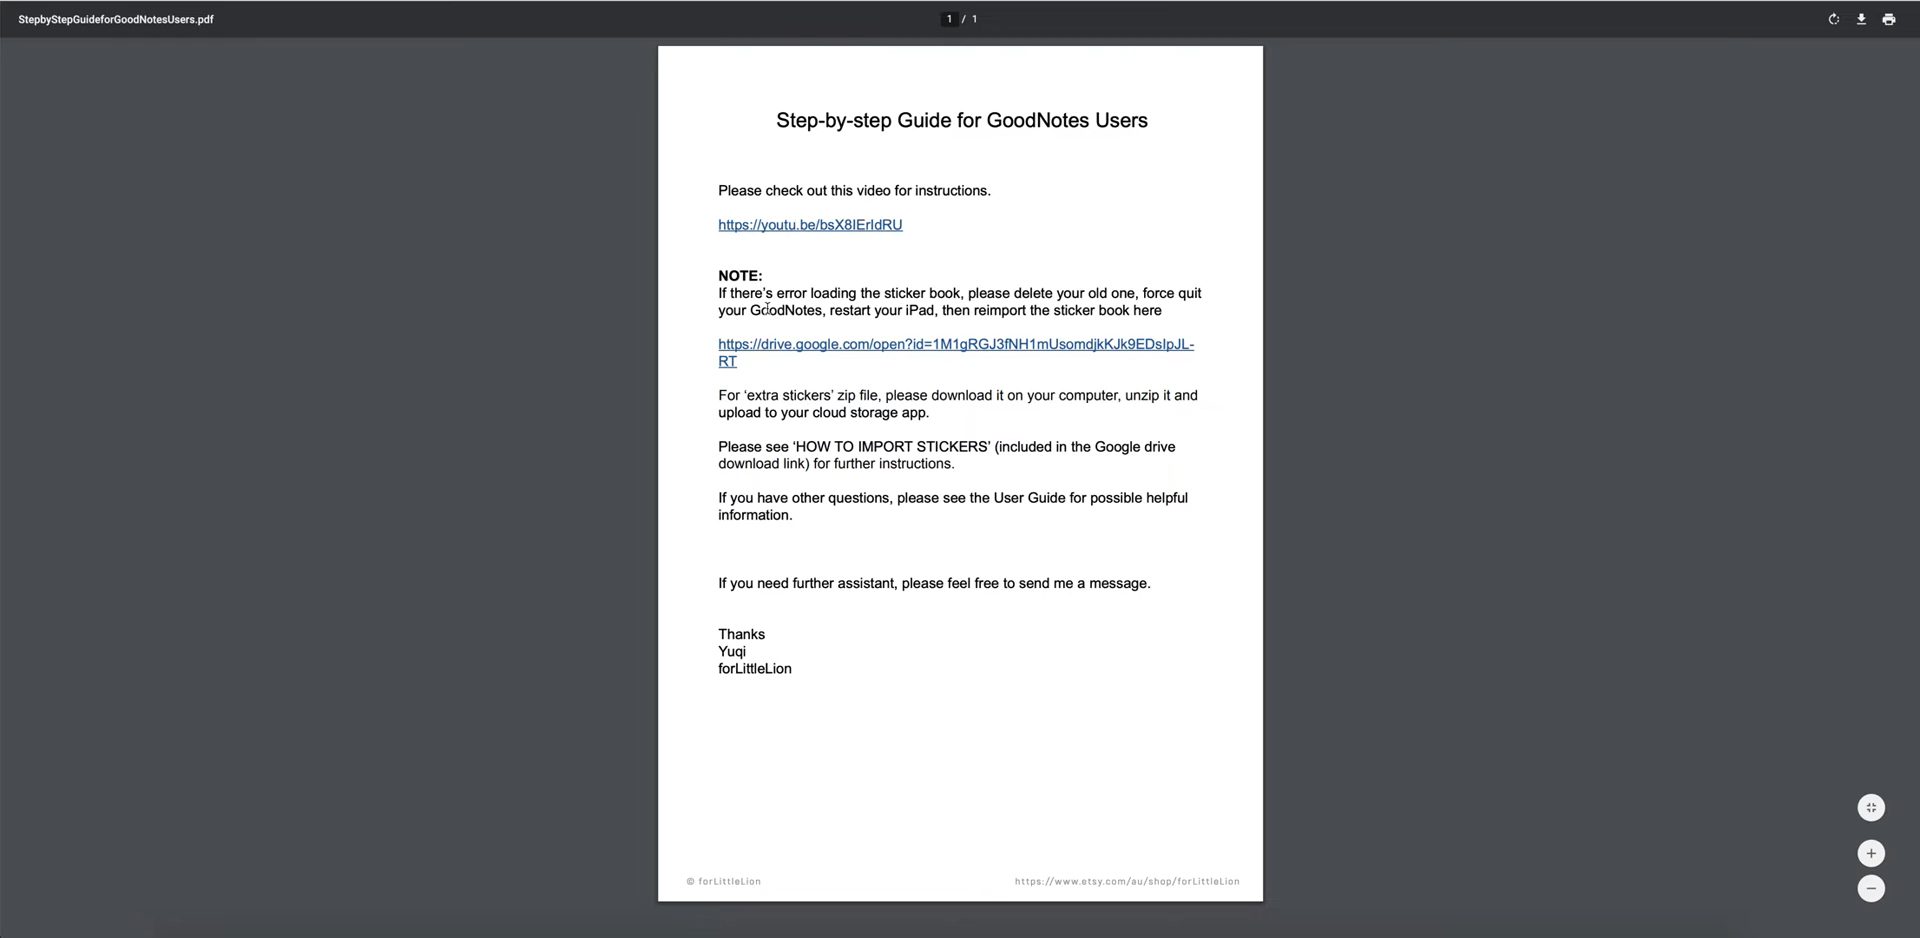 StepbyStepGuideforGoodNotesUsers.pdf
1 / 1
Step-by-step Guide for GoodNotes Users
Please check out this video for instructions.
https://youtu.be/bsX8IErIdRU
NOTE:
If there's error loading the sticker book, please delete your old one, force quit
your GoodNotes, restart your iPad, then reimport the sticker book here
https://drive.google.com/open?id=1M1gRGJ3fNH1mUsomdjkKJk9EDsIpJL-
RT
For ‘extra stickers’ zip file, please download it on your computer, unzip it and
upload to your cloud storage app.
Please see ‘HOW TO IMPORT STICKERS’ (included in the Google drive
download link) for further instructions.
If you have other questions, please see the User Guide for possible helpful
information.
If you need further assistant, please feel free to send me a message.
Thanks
Yuqi
forLittleLion
© forLittleLion
https://www.etsy.com/au/shop/forLittleLion